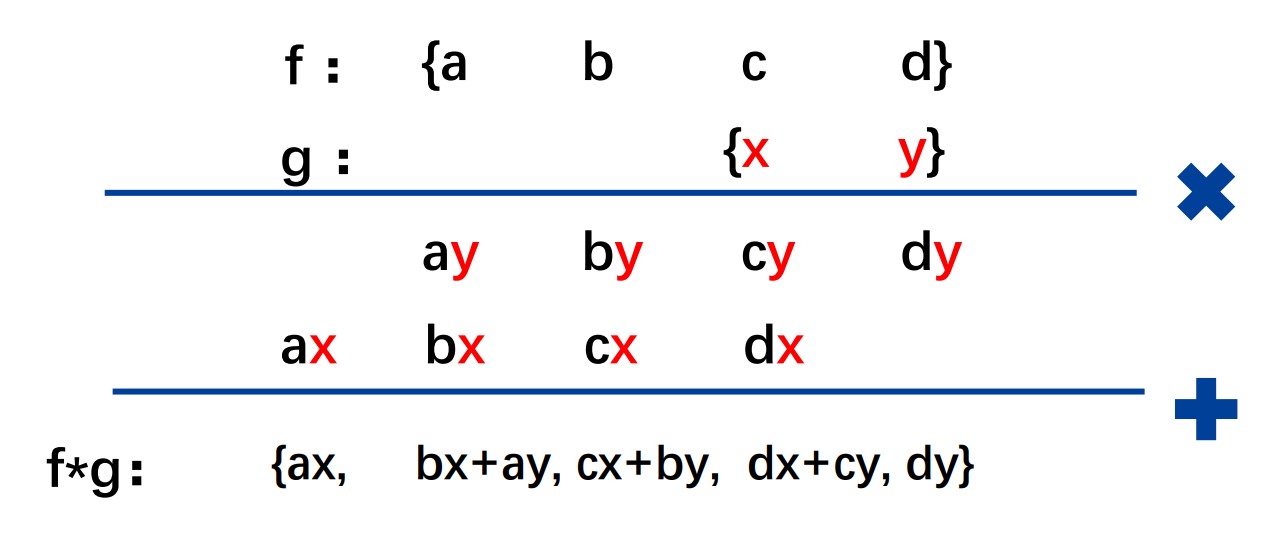 f : {a b c d}
g : {x y}
ay by cy dy
ax bx cx dx
f*g: {ax, bx+ay, cx+by, dx+cy, dy}